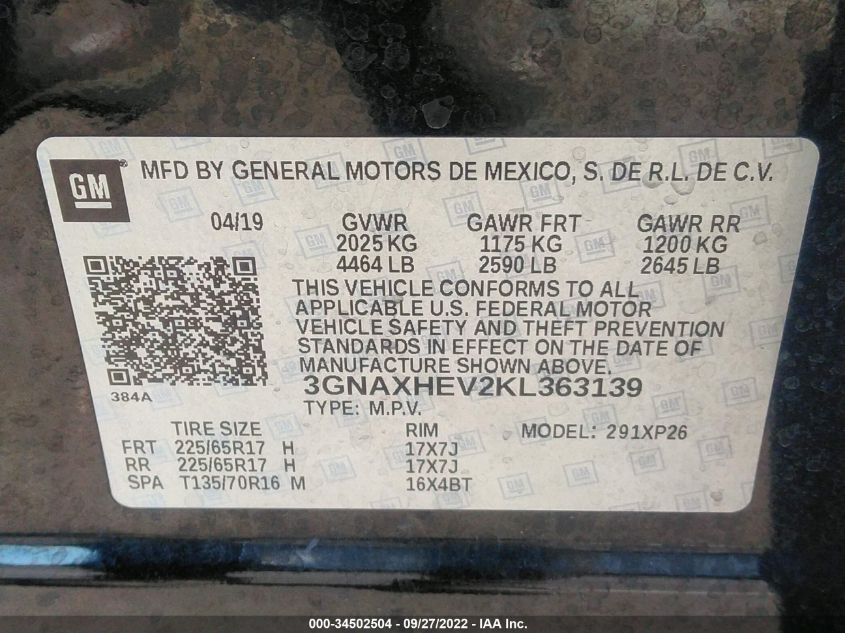 GM MFD BY GENERAL MOTORS DE MEXICO, S. DE R.L. DE C.V.
04/19 GVWR GAWR FRT GAWR RR
2025 KG 1175 KG 1200 KG
4464 LB 2590 LB 2645 LB
THIS VEHICLE CONFORMS TO ALL
APPLICABLE U.S. FEDERAL MOTOR
VEHICLE SAFETY AND THEFT PREVENTION
STANDARDS IN EFFECT ON THE DATE OF
MANUFACTURE SHOWN ABOVE.
3GNAXHEV2KL363139
384A
TYPE: M.P.V.
TIRE SIZE RIM MODEL: 291XP26
FRT 225/65R17 H 17X7J
RR 225/65R17 H 17X7J
SPA T135/70R16 M 16X4BT
000-34502504 - 09/27/2022 - IAA Inc.